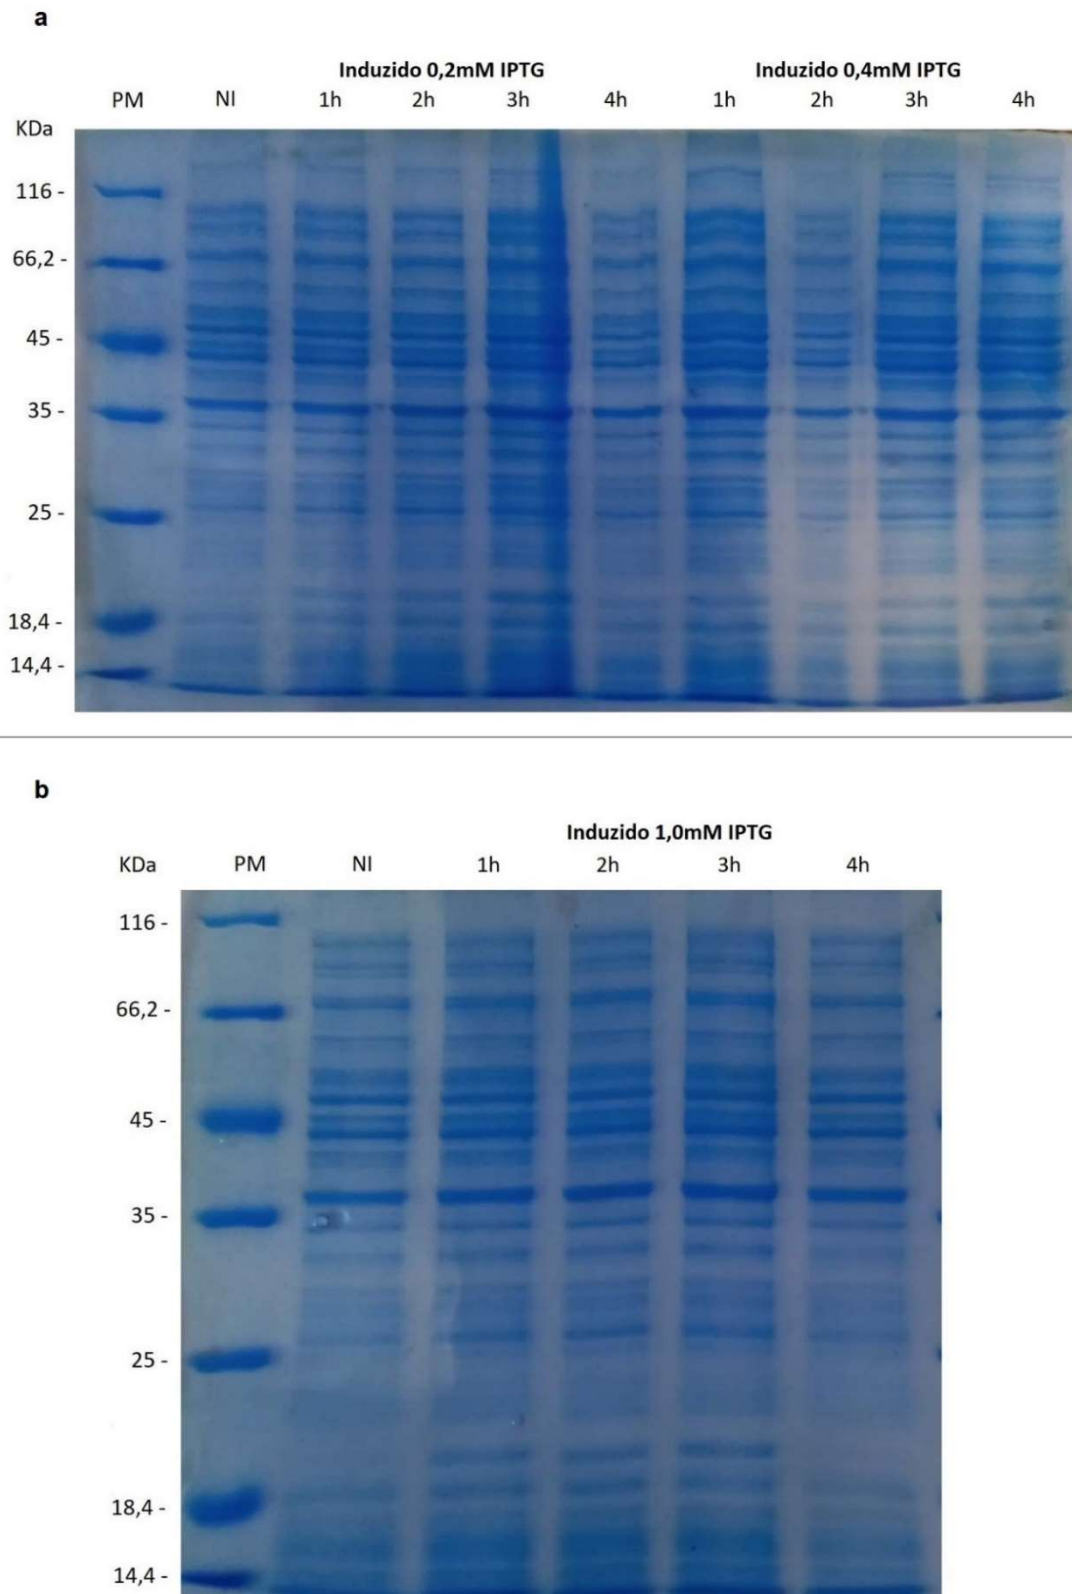 a
Induzido 0,2mM IPTG Induzido 0,4mM IPTG
PM NI 1h 2h 3h 4h 1h 2h 3h 4h
KDa
116 -
66,2 -
45 -
35 -
25 -
18,4 -
14,4 -
b
Induzido 1,0mM IPTG
KDa PM NI 1h 2h 3h 4h
116 -
66,2 -
45 -
35 -
25 -
18,4 -
14,4 -